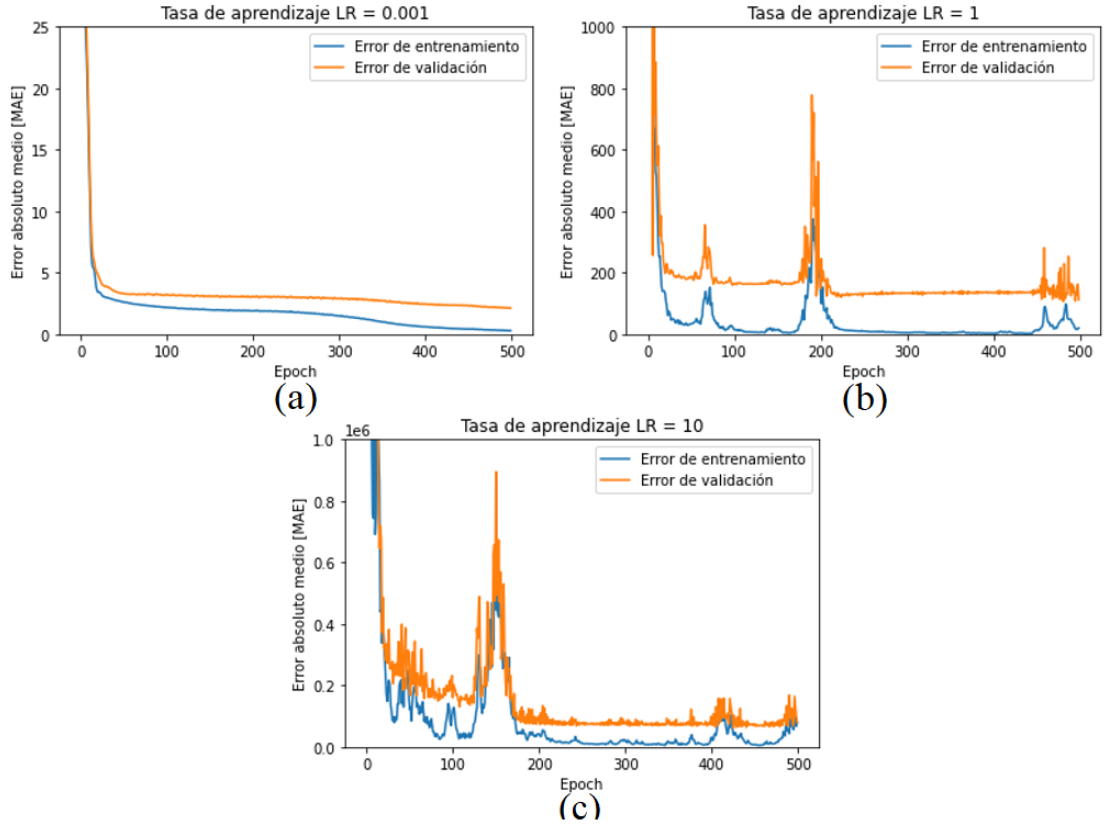 Tasa de aprendizaje LR = 0.001
Error absoluto medio [MAE]
25
20
15
10
5
0
Error de entrenamiento
Error de validación
0 100 200 300 400 500
Epoch
(a)
Tasa de aprendizaje LR = 1
Error absoluto medio [MAE]
1000
800
600
400
200
0
Error de entrenamiento
Error de validación
0 100 200 300 400 500
Epoch
(b)
Tasa de aprendizaje LR = 10
1e6
Error absoluto medio [MAE]
1.0
0.8
0.6
0.4
0.2
0.0
Error de entrenamiento
Error de validación
0 100 200 300 400 500
Epoch
(c)